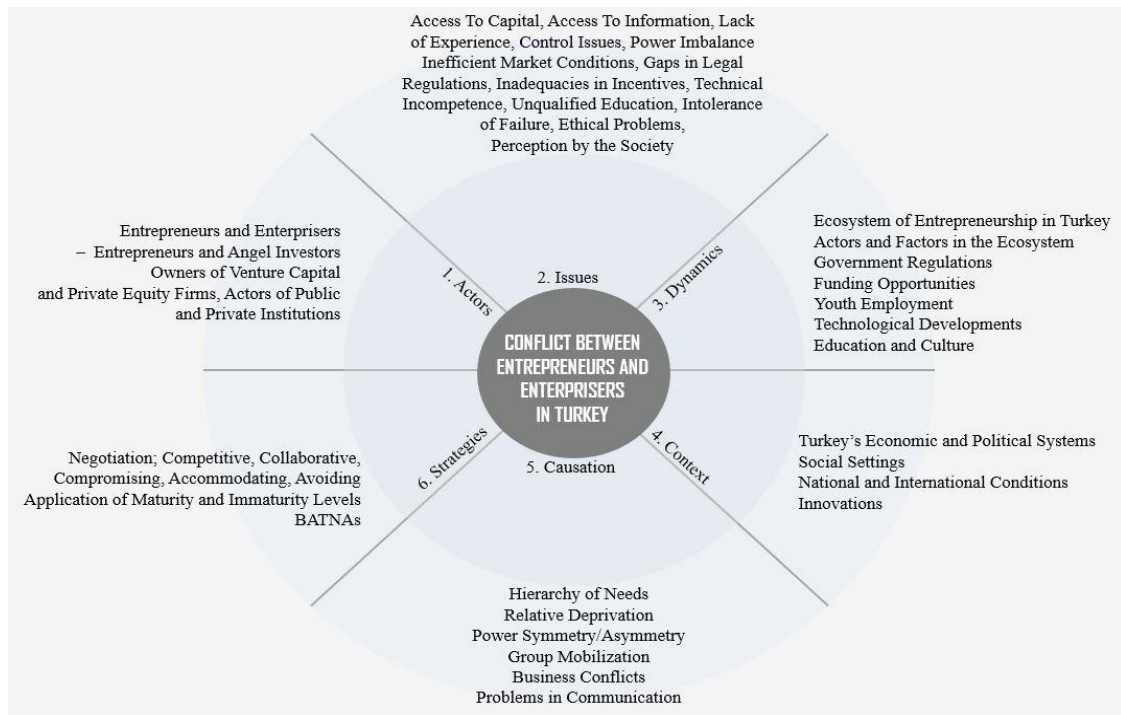 Access To Capital, Access To Information, Lack
of Experience, Control Issues, Power Imbalance
Inefficient Market Conditions, Gaps in Legal
Regulations, Inadequacies in Incentives, Technical
Incompetence, Unqualified Education, Intolerance
of Failure, Ethical Problems,
Perception by the Society
Entrepreneurs and Enterprisers
– Entrepreneurs and Angel Investors
Owners of Venture Capital
and Private Equity Firms, Actors of Public
and Private Institutions
1. Actors
2. Issues
3. Dynamics
Ecosystem of Entrepreneurship in Turkey
Actors and Factors in the Ecosystem
Government Regulations
Funding Opportunities
Youth Employment
Technological Developments
Education and Culture
CONFLICT BETWEEN
ENTREPRENEURS AND
ENTERPRISERS
IN TURKEY
Negotiation; Competitive, Collaborative,
Compromising, Accommodating, Avoiding
Application of Maturity and Immaturity Levels
BATNAs
6. Strategies
5. Causation
4. Context
Turkey’s Economic and Political Systems
Social Settings
National and International Conditions
Innovations
Hierarchy of Needs
Relative Deprivation
Power Symmetry/Asymmetry
Group Mobilization
Business Conflicts
Problems in Communication